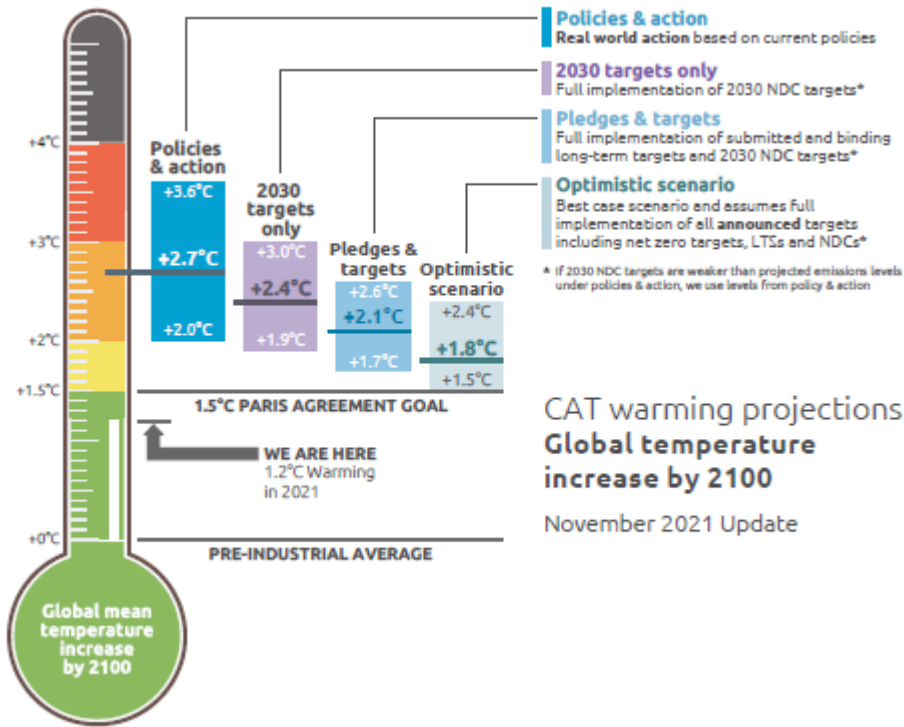 Policies & action
Real world action based on current policies
2030 targets only
Full implementation of 2030 NDC targets*
Pledges & targets
Full implementation of submitted and binding
long-term targets and 2030 NDC targets*
Optimistic scenario
Best case scenario and assumes full
implementation of all announced targets
including net zero targets, LTSs and NDCs*
* If 2030 NDC targets are weaker than projected emissions levels
under policies & action, we use levels from policy & action
+4°C
+3°C
+2°C
+1.5°C
+0°C
Policies
& action
+3.6°C
+2.7°C
+2.0°C
2030
targets
only
+3.0°C
+2.4°C
+1.9°C
Pledges &
targets
+2.6°C
+2.1°C
+1.7°C
Optimistic
scenario
+2.4°C
+1.8°C
+1.5°C
1.5°C PARIS AGREEMENT GOAL
WE ARE HERE
1.2°C Warming
in 2021
PRE-INDUSTRIAL AVERAGE
CAT warming projections
Global temperature
increase by 2100
November 2021 Update
Global mean
temperature
increase
by 2100